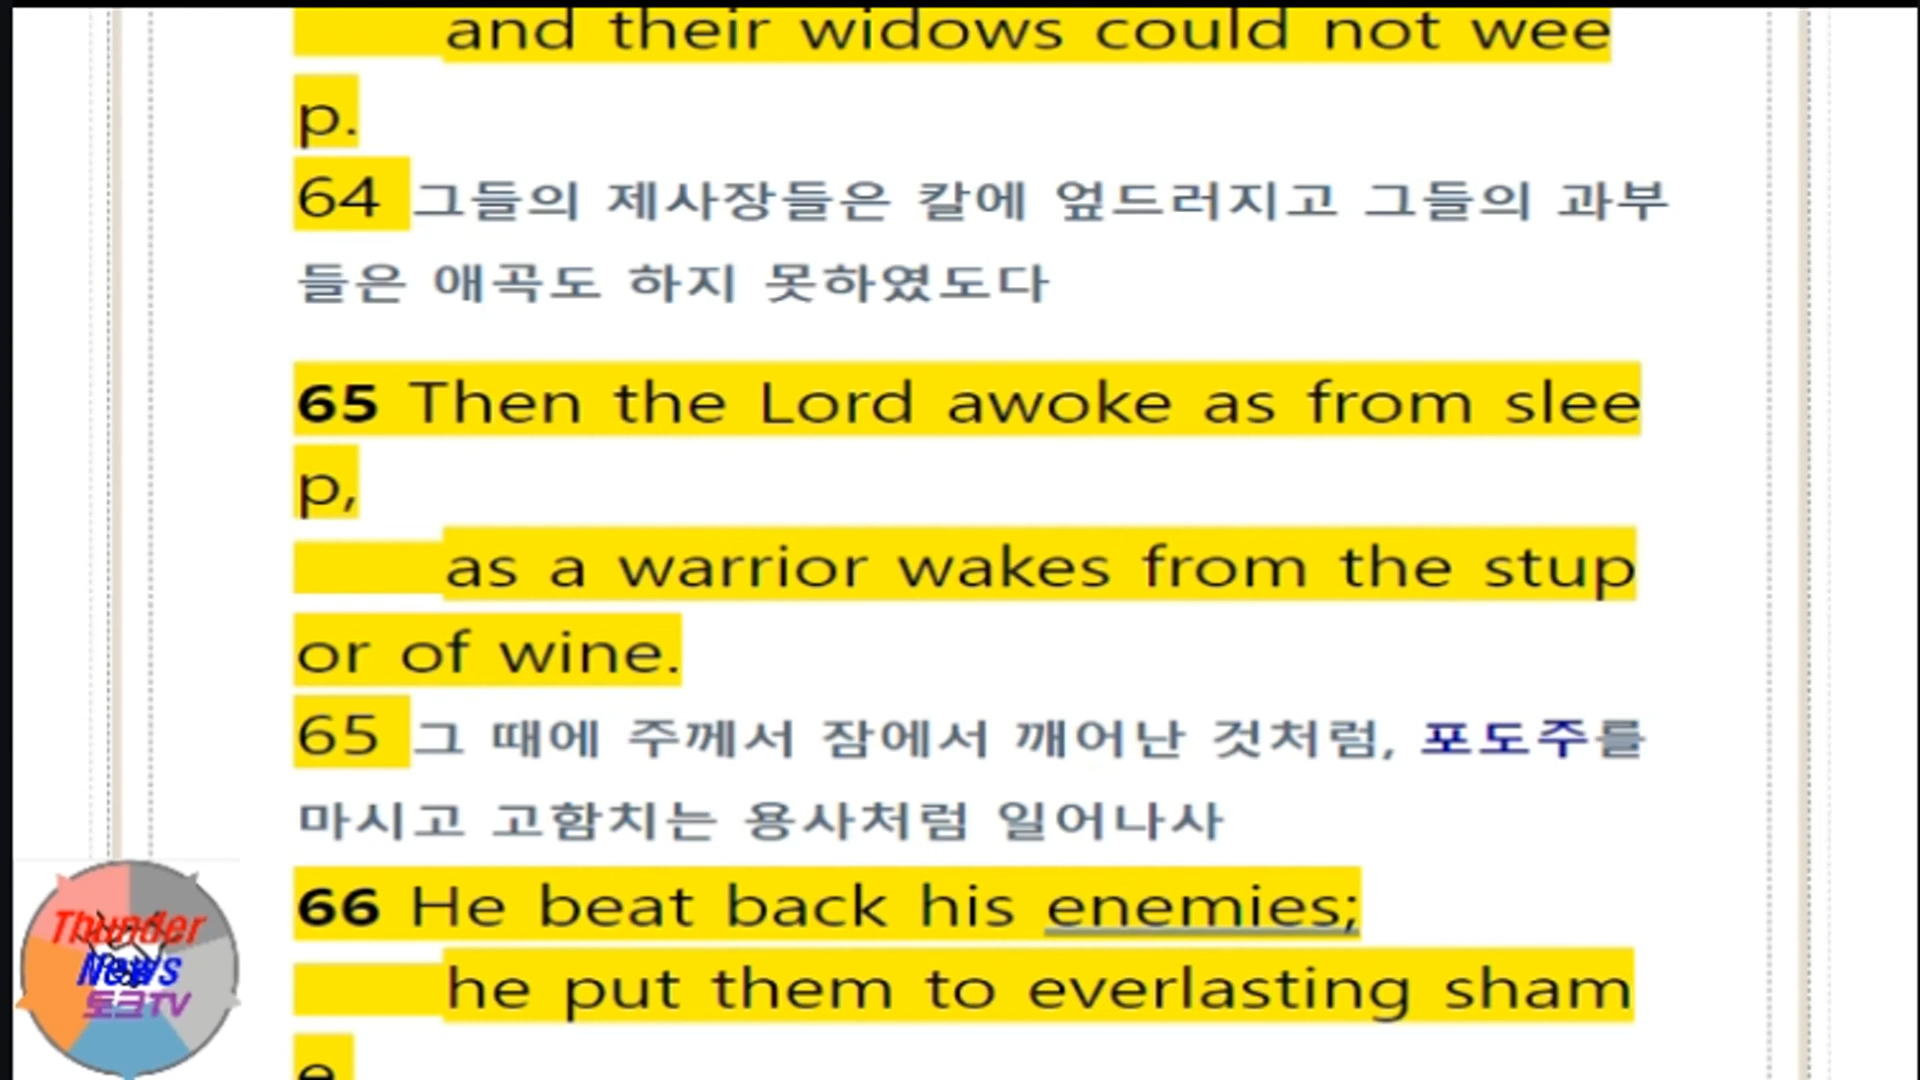 and their widows could not wee
p.
64 그들의 제사장들은 칼에 엎드러지고 그들의 과부
들은 애곡도 하지 못하였도다
65 Then the Lord awoke as from slee
p,
as a warrior wakes from the stup
or of wine.
65 그 때에 주께서 잠에서 깨어난 것처럼, 포도주를
마시고 고함치는 용사처럼 일어나사
66 He beat back his enemies;
he put them to everlasting sham
e
Thunder
News
토크TV